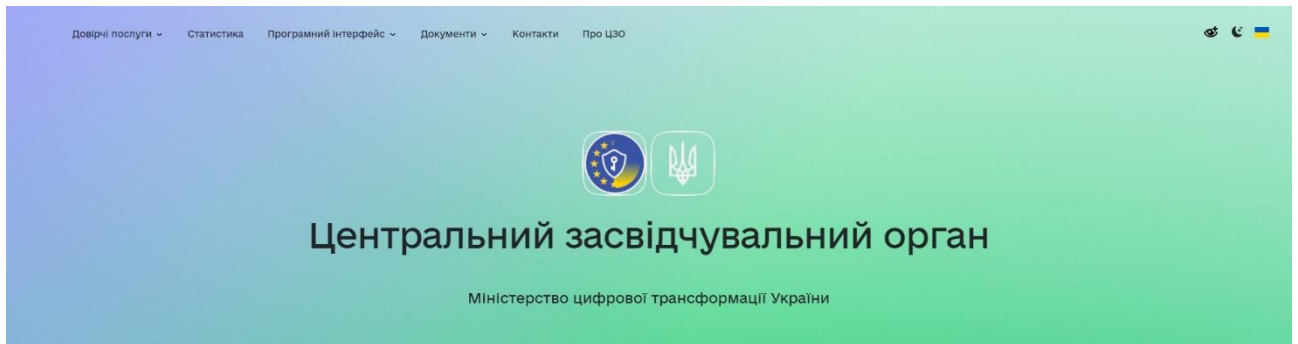 Довірчі послуги Статистика Програмний інтерфейс Документи Контакти Про ЦЗО
Центральний засвідчувальний орган
Міністерство цифрової трансформації України